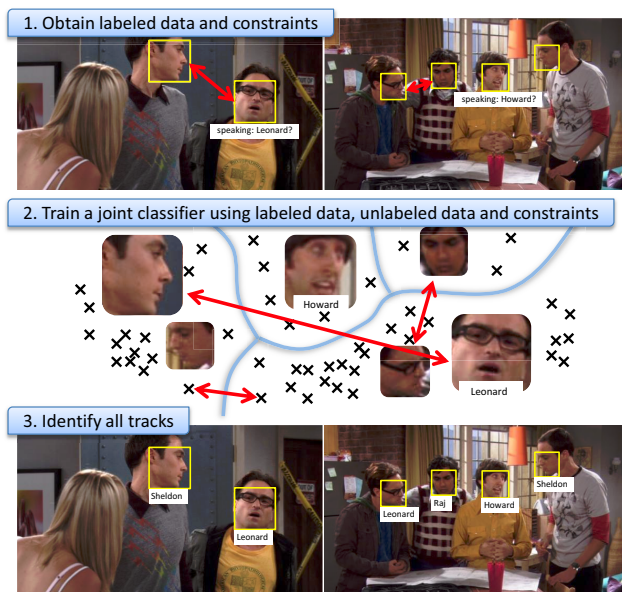 1. Obtain labeled data and constraints
speaking: Leonard?
speaking: Howard?
2. Train a joint classifier using labeled data, unlabeled data and constraints
Howard
Leonard
3. Identify all tracks
Sheldon
Leonard
Leonard
Raj
Howard
Sheldon